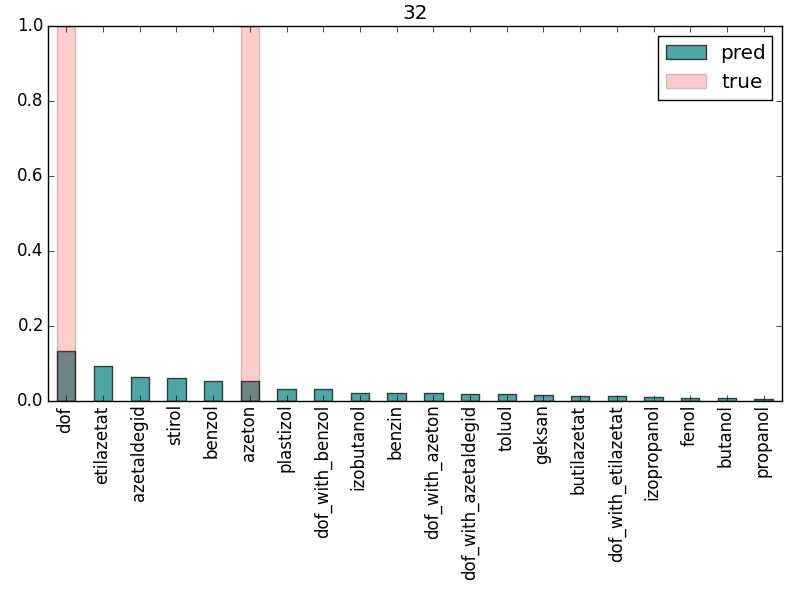 32
1.0
0.8
0.6
0.4
0.2
0.0
pred
true
dof
etilazetat
azetaldegid
stirol
benzol
azeton
plastizol
dof_with_benzol
izobutanol
benzin
dof_with_azeton
dof_with_azetaldegid
toluol
geksan
butilazetat
dof_with_etilazetat
izopropanol
fenol
butanol
propanol